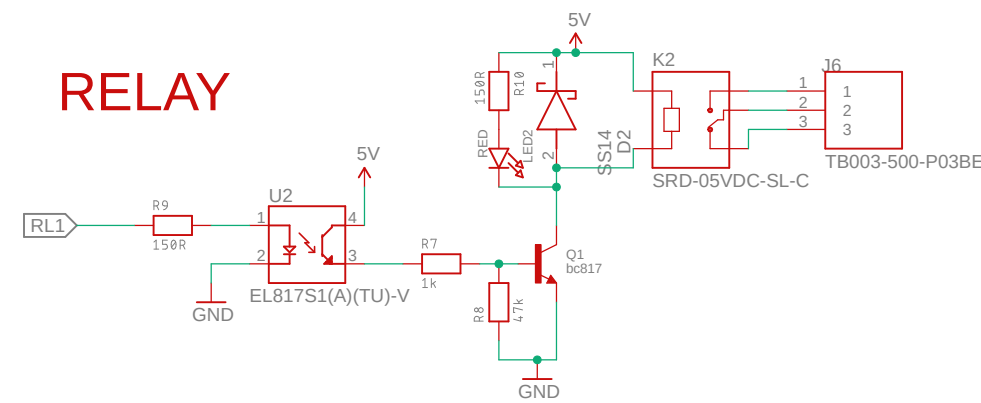 RELAY
5V
K2
J6
1
150R
R10
1
2
3
1
2
3
RED
LED2
2
SS14
D2
SRD-05VDC-SL-C
TB003-500-P03BE
5V
RL1
R9
150R
U2
1
2
4
3
EL817S1(A)(TU)-V
GND
R7
1k
R8
47k
Q1
bc817
GND